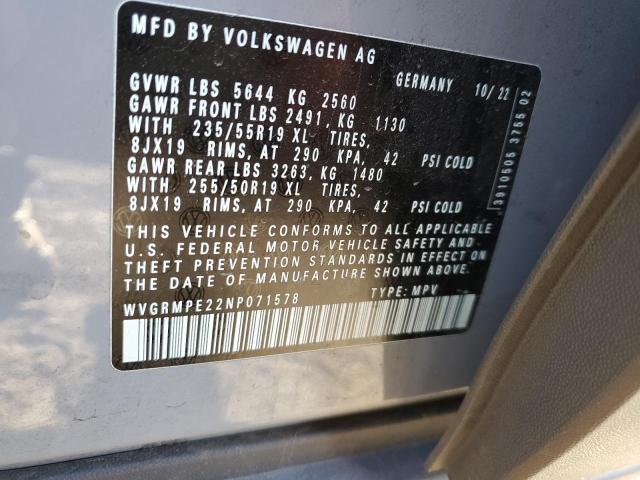 MFD BY VOLKSWAGEN AG
GERMANY 10/22
GVWR LBS 5644 KG 2560
GAWR FRONT LBS 2491, KG 1130
WITH 235/55R19 XL TIRES,
8JX19 RIMS, AT 290 KPA, 42 PSI COLD
GAWR REAR LBS 3263, KG 1480
WITH 255/50R19 XL TIRES,
8JX19 RIMS, AT 290 KPA, 42 PSI COLD
THIS VEHICLE CONFORMS TO ALL APPLICABLE
U.S. FEDERAL MOTOR VEHICLE SAFETY AND
THEFT PREVENTION STANDARDS IN EFFECT ON
THE DATE OF MANUFACTURE SHOWN ABOVE.
WVGRMPE22NP071578 TYPE: MPV
3910505 3765 02